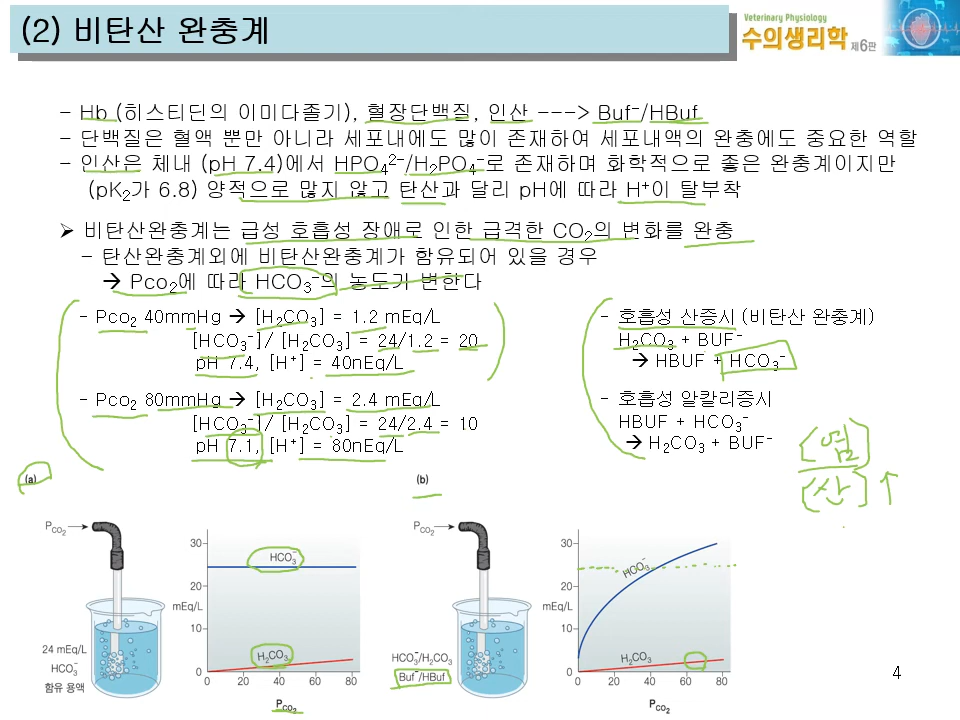 (2) 비탄산 완충계
Veterinary Physiology
수의생리학 제6판
- Hb (히스티딘의 이미다졸기), 혈장단백질, 인산 ---> Buf⁻/HBuf
- 단백질은 혈액 뿐만 아니라 세포내에도 많이 존재하여 세포내액의 완충에도 중요한 역할
- 인산은 체내 (pH 7.4)에서 HPO₄²⁻/H₂PO₄⁻로 존재하며 화학적으로 좋은 완충계이지만
(pK₂가 6.8) 양적으로 많지 않고 탄산과 달리 pH에 따라 H⁺이 탈부착
➢ 비탄산완충계는 급성 호흡성 장애로 인한 급격한 CO₂의 변화를 완충
- 탄산완충계외에 비탄산완충계가 함유되어 있을 경우
→ Pco₂에 따라 HCO₃⁻의 농도가 변한다
- Pco₂ 40mmHg → [H₂CO₃] = 1.2 mEq/L
[HCO₃⁻]/ [H₂CO₃] = 24/1.2 = 20
pH 7.4, [H⁺] = 40nEq/L
- Pco₂ 80mmHg → [H₂CO₃] = 2.4 mEq/L
[HCO₃⁻]/ [H₂CO₃] = 24/2.4 = 10
pH 7.1, [H⁺] = 80nEq/L
- 호흡성 산증시 (비탄산 완충계)
H₂CO₃ + BUF⁻
→ HBUF + HCO₃⁻
- 호흡성 알칼리증시
HBUF + HCO₃⁻
→ H₂CO₃ + BUF⁻
[염]
[산] ↑
(a)
P_CO₂
24 mEq/L
HCO₃⁻
함유 용액
30
20
mEq/L
10
0
HCO₃⁻
H₂CO₃
0 20 40 60 80
P_CO₂
(b)
P_CO₂
HCO₃⁻/H₂CO₃
Buf⁻/HBuf
30
20
mEq/L
10
0
HCO₃⁻
H₂CO₃
0 20 40 60 80
P_CO₂
4